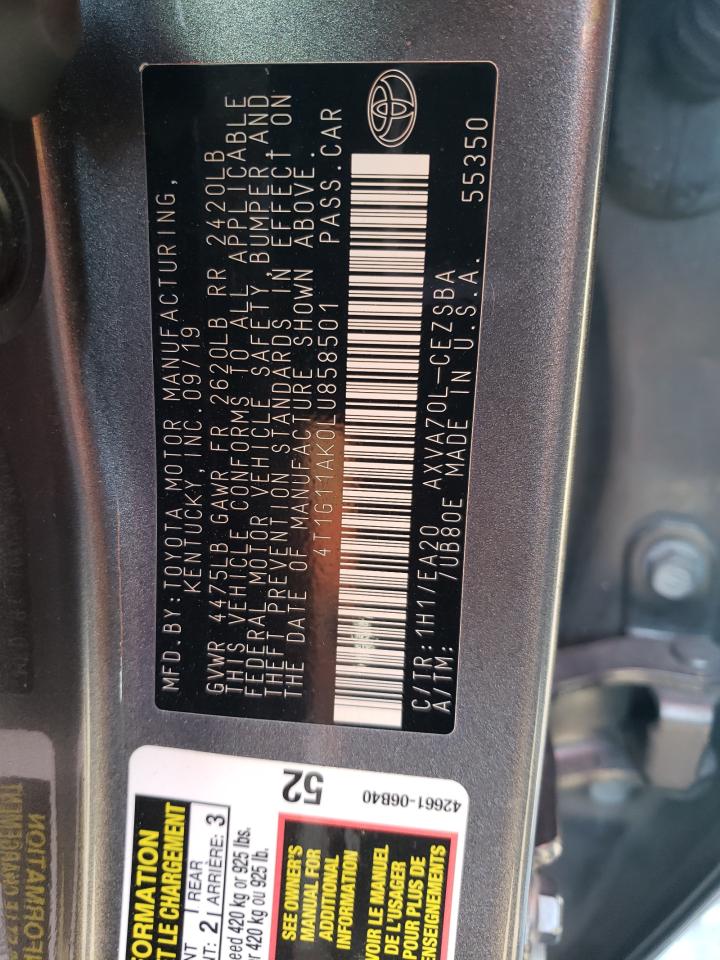 MFD. BY: TOYOTA MOTOR MANUFACTURING,
KENTUCKY, INC. 09/19
GVWR 4475LB GAWR FR 2620LB RR 2420LB
THIS VEHICLE CONFORMS TO ALL APPLICABLE
FEDERAL MOTOR VEHICLE SAFETY, BUMPER AND
THEFT PREVENTION STANDARDS IN EFFECT ON
THE DATE OF MANUFACTURE SHOWN ABOVE.
4T1G11AK0LU858501 PASS.CAR
C/TR: 1H1/EA20 AXVA70L-CEZSBA
A/TM: 70B80E MADE IN U.S.A. 55350
52
42661-06B40
FORMATION
ET LE CHARGEMENT
2 REAR 3
ARRIÈRE:
eed 420 kg or 925 lbs.
r 420 kg ou 925 lb.
SEE OWNER'S
MANUAL FOR
ADDITIONAL
INFORMATION
VOIR LE MANUEL
DE L'USAGER
POUR PLUS DE